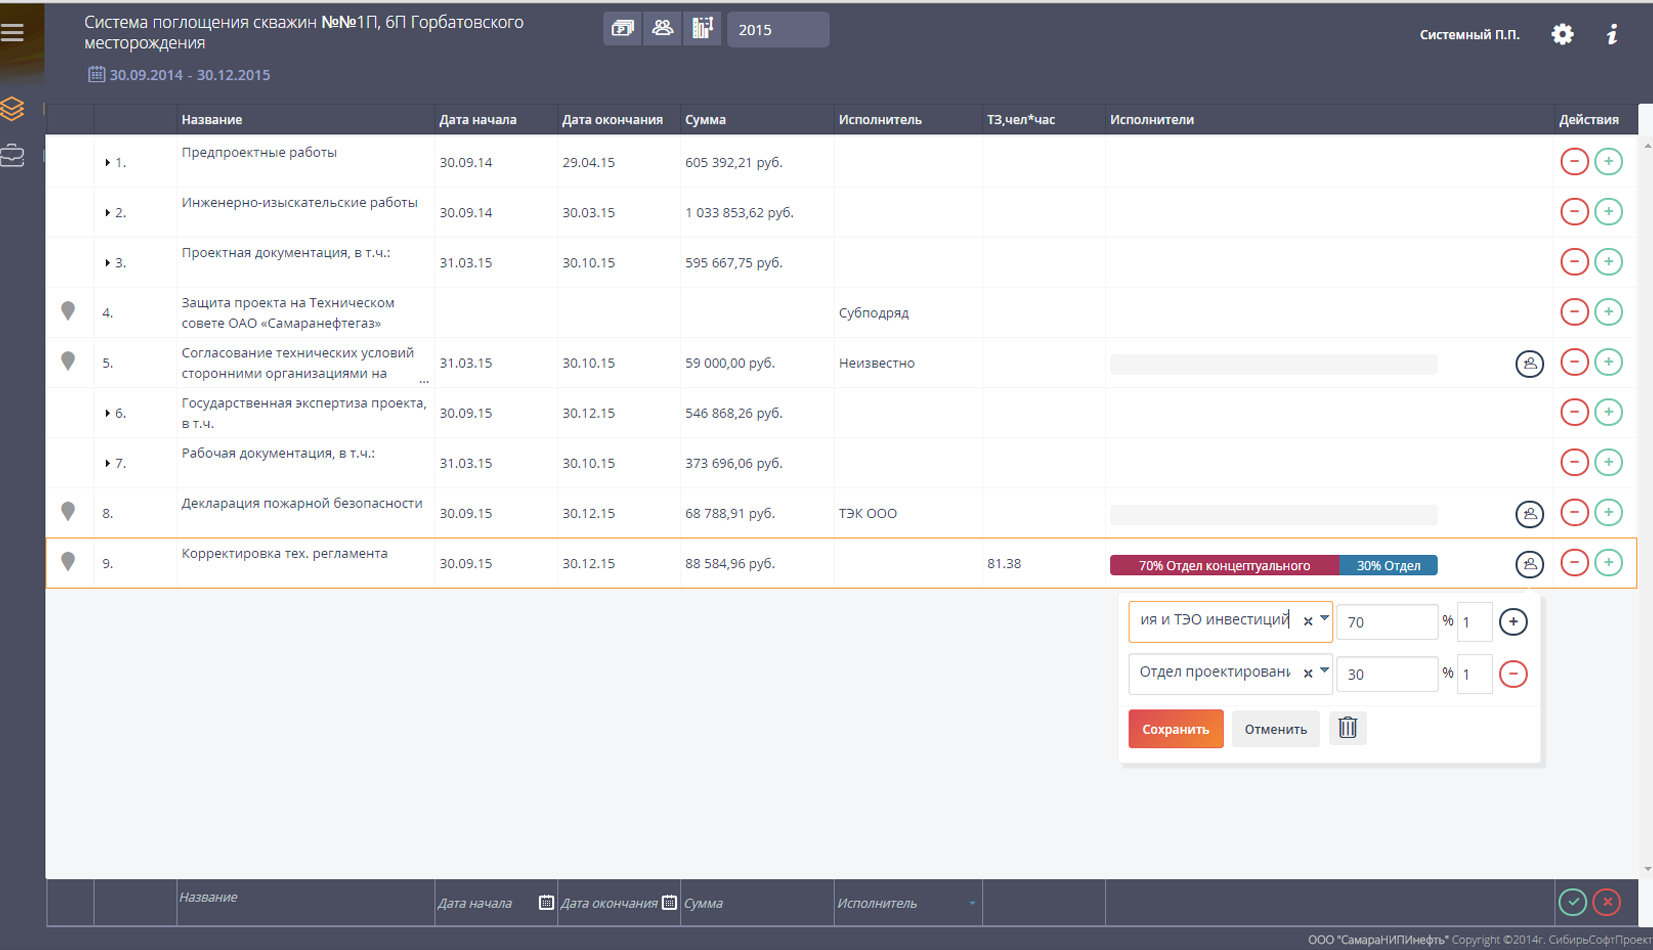 Система поглощения скважин №№1П, 6П Горбатовского
месторождения
30.09.2014 - 30.12.2015
2015
Системный П.П.
Название Дата начала Дата окончания Сумма Исполнитель ТЗ,чел*час Исполнители Действия
1. Предпроектные работы 30.09.14 29.04.15 605 392,21 руб.
2. Инженерно-изыскательские работы 30.09.14 30.03.15 1 033 853,62 руб.
3. Проектная документация, в т.ч.: 31.03.15 30.10.15 595 667,75 руб.
4. Защита проекта на Техническом
совете ОАО «Самаранефтегаз» Субподряд
5. Согласование технических условий
сторонними организациями на ... 31.03.15 30.10.15 59 000,00 руб. Неизвестно
6. Государственная экспертиза проекта,
в т.ч. 30.09.15 30.12.15 546 868,26 руб.
7. Рабочая документация, в т.ч.: 31.03.15 30.10.15 373 696,06 руб.
8. Декларация пожарной безопасности 30.09.15 30.12.15 68 788,91 руб. ТЭК ООО
9. Корректировка тех. регламента 30.09.15 30.12.15 88 584,96 руб. 81.38 70% Отдел концептуального 30% Отдел
ия и ТЭО инвестиций 70 % 1
Отдел проектировани 30 % 1
Сохранить Отменить
Название Дата начала Дата окончания Сумма Исполнитель
ООО "СамараНИПИнефть" Copyright ©2014г. СибирьСофтПроект